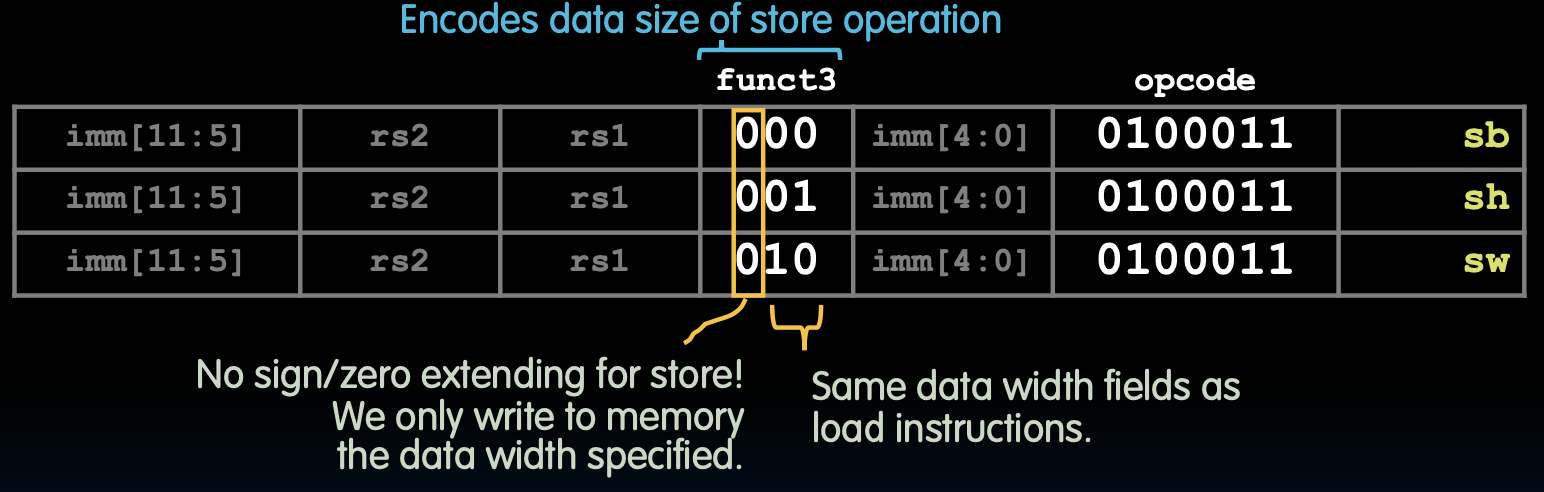 Encodes data size of store operation
funct3 opcode
imm[11:5] rs2 rs1 000 imm[4:0] 0100011 sb
imm[11:5] rs2 rs1 001 imm[4:0] 0100011 sh
imm[11:5] rs2 rs1 010 imm[4:0] 0100011 sw
No sign/zero extending for store!
We only write to memory
the data width specified.
Same data width fields as
load instructions.